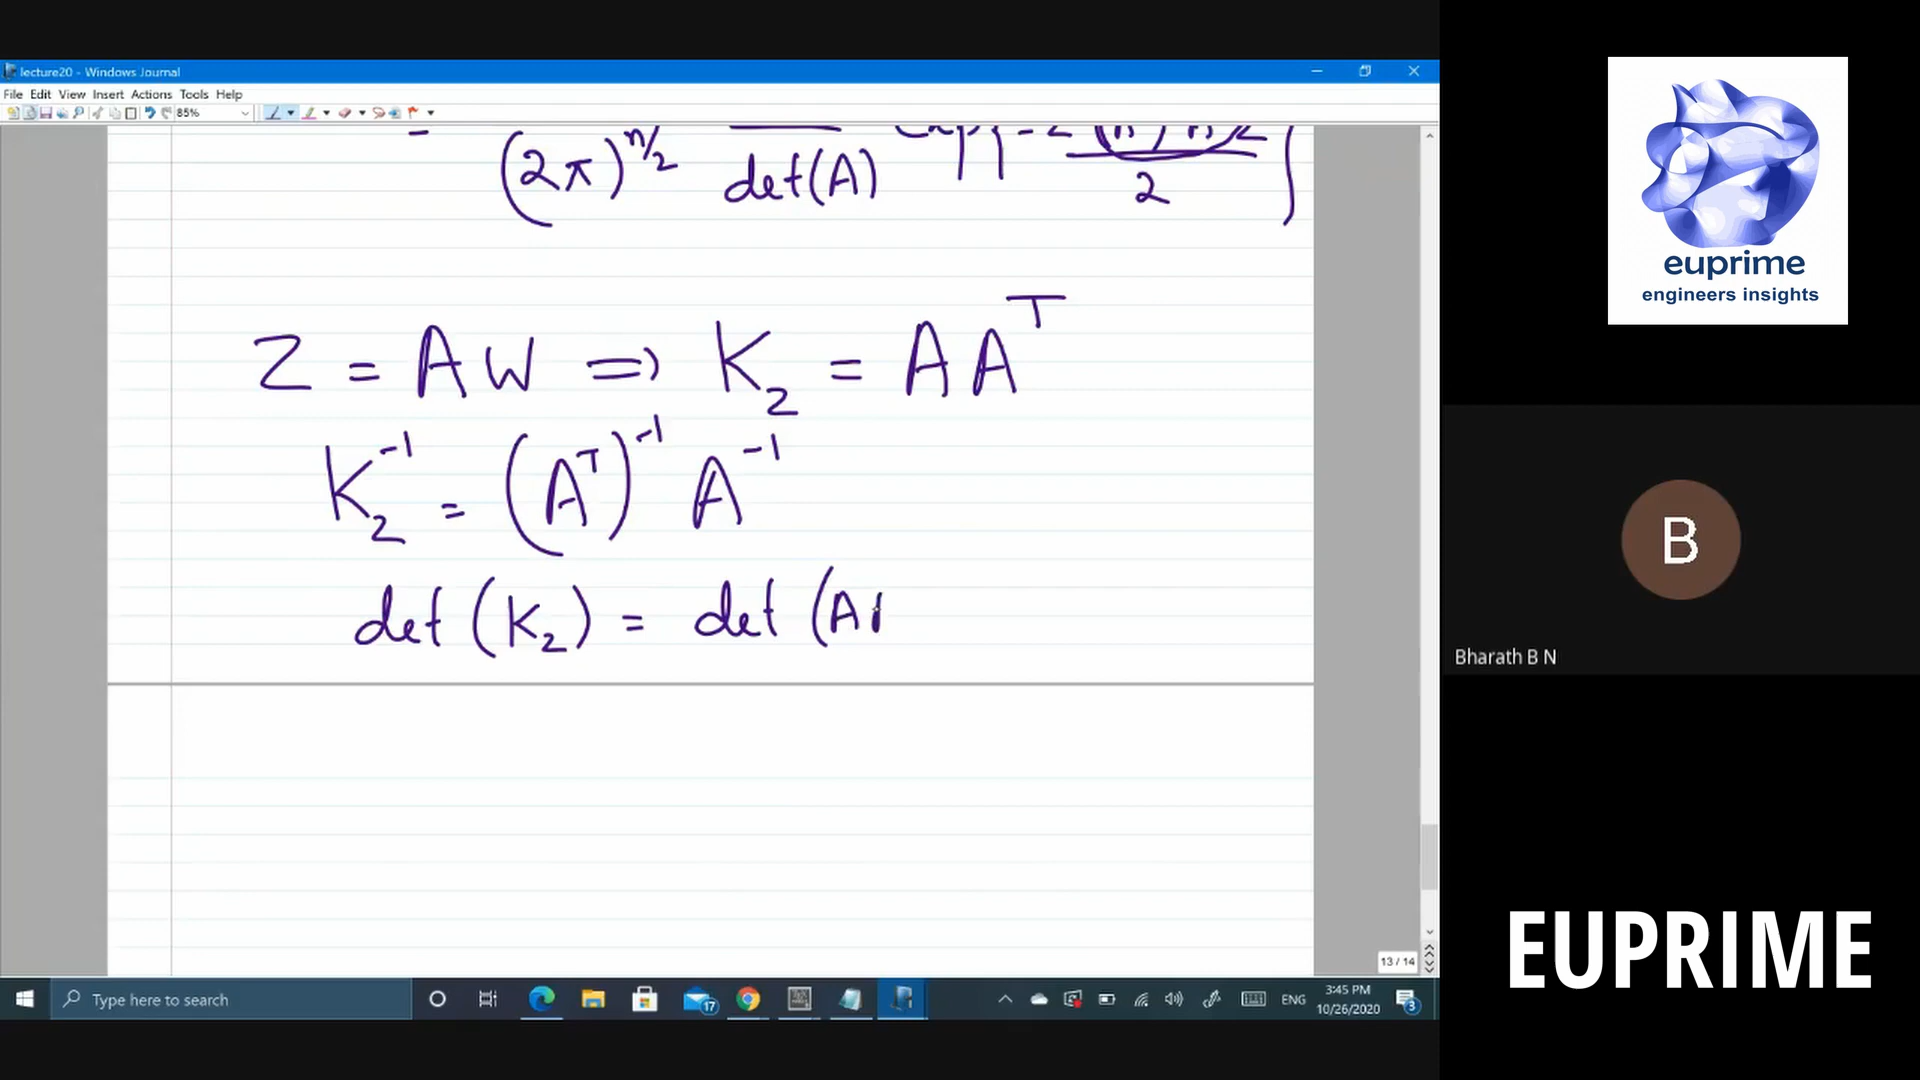 lecture20 - Windows Journal
File Edit View Insert Actions Tools Help
85%
(2π)^{n/2} det(A) 2
Z = A W ⇒ K_Z = A A^T
K_Z^{-1} = (A^T)^{-1} A^{-1}
det (K_Z) = det (A
13 / 14
euprime
engineers insights
B
Bharath B N
EUPRIME
Type here to search
17
ENG
3:45 PM
10/26/2020
3